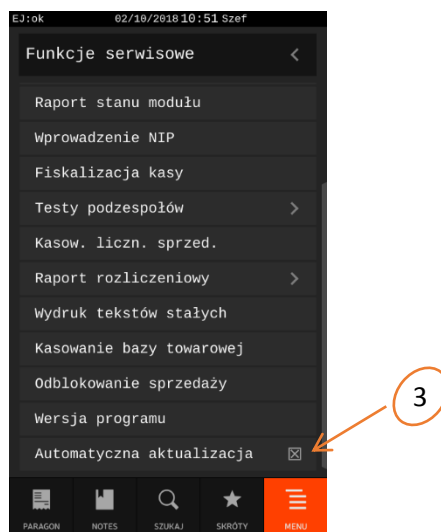 EJ:ok 02/10/2018 10:51 Szef
Funkcje serwisowe
Raport stanu modułu
Wprowadzenie NIP
Fiskalizacja kasy
Testy podzespołów
Kasow. liczn. sprzed.
Raport rozliczeniowy
Wydruk tekstów stałych
Kasowanie bazy towarowej
Odblokowanie sprzedaży
Wersja programu
Automatyczna aktualizacja
3
PARAGON NOTES SZUKAJ SKRÓTY MENU